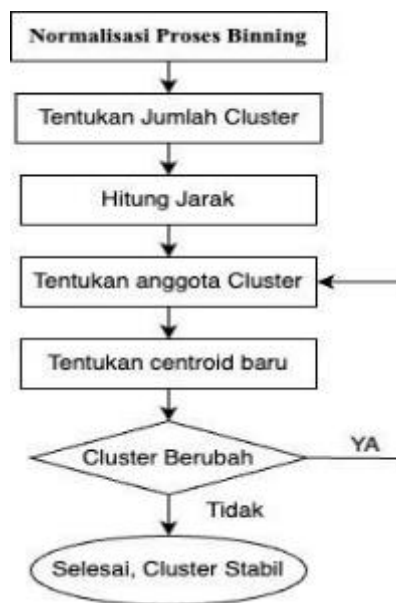 Normalisasi Proses Binning
Tentukan Jumlah Cluster
Hitung Jarak
Tentukan anggota Cluster
Tentukan centroid baru
Cluster Berubah
YA
Tidak
Selesai, Cluster Stabil